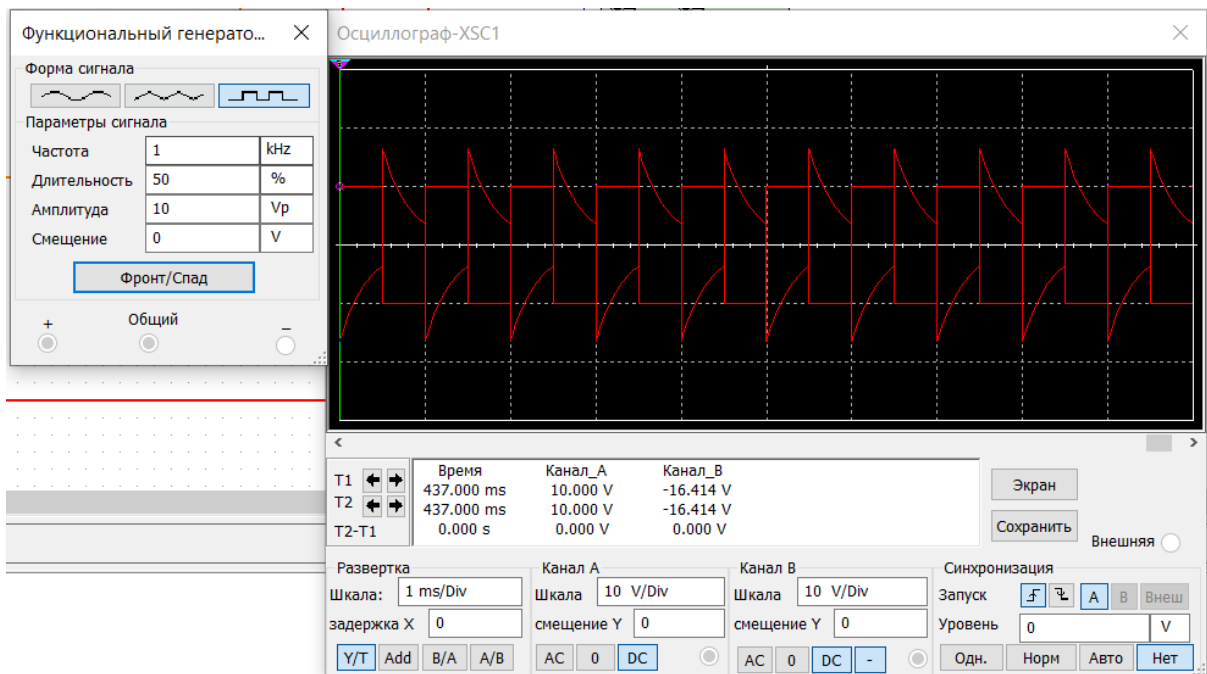 Функциональный генерато...
Форма сигнала
Параметры сигнала
Частота 1 kHz
Длительность 50 %
Амплитуда 10 Vp
Смещение 0 V
Фронт/Спад
+ Общий −
Осциллограф-XSC1
T1
T2
T2-T1
Время Канал_A Канал_B
437.000 ms 10.000 V -16.414 V
437.000 ms 10.000 V -16.414 V
0.000 s 0.000 V 0.000 V
Экран
Сохранить
Внешняя
Развертка
Шкала: 1 ms/Div
задержка X 0
Y/T Add B/A A/B
Канал A
Шкала 10 V/Div
смещение Y 0
AC 0 DC
Канал B
Шкала 10 V/Div
смещение Y 0
AC 0 DC -
Синхронизация
Запуск A B Внеш
Уровень 0 V
Одн. Норм Авто Нет